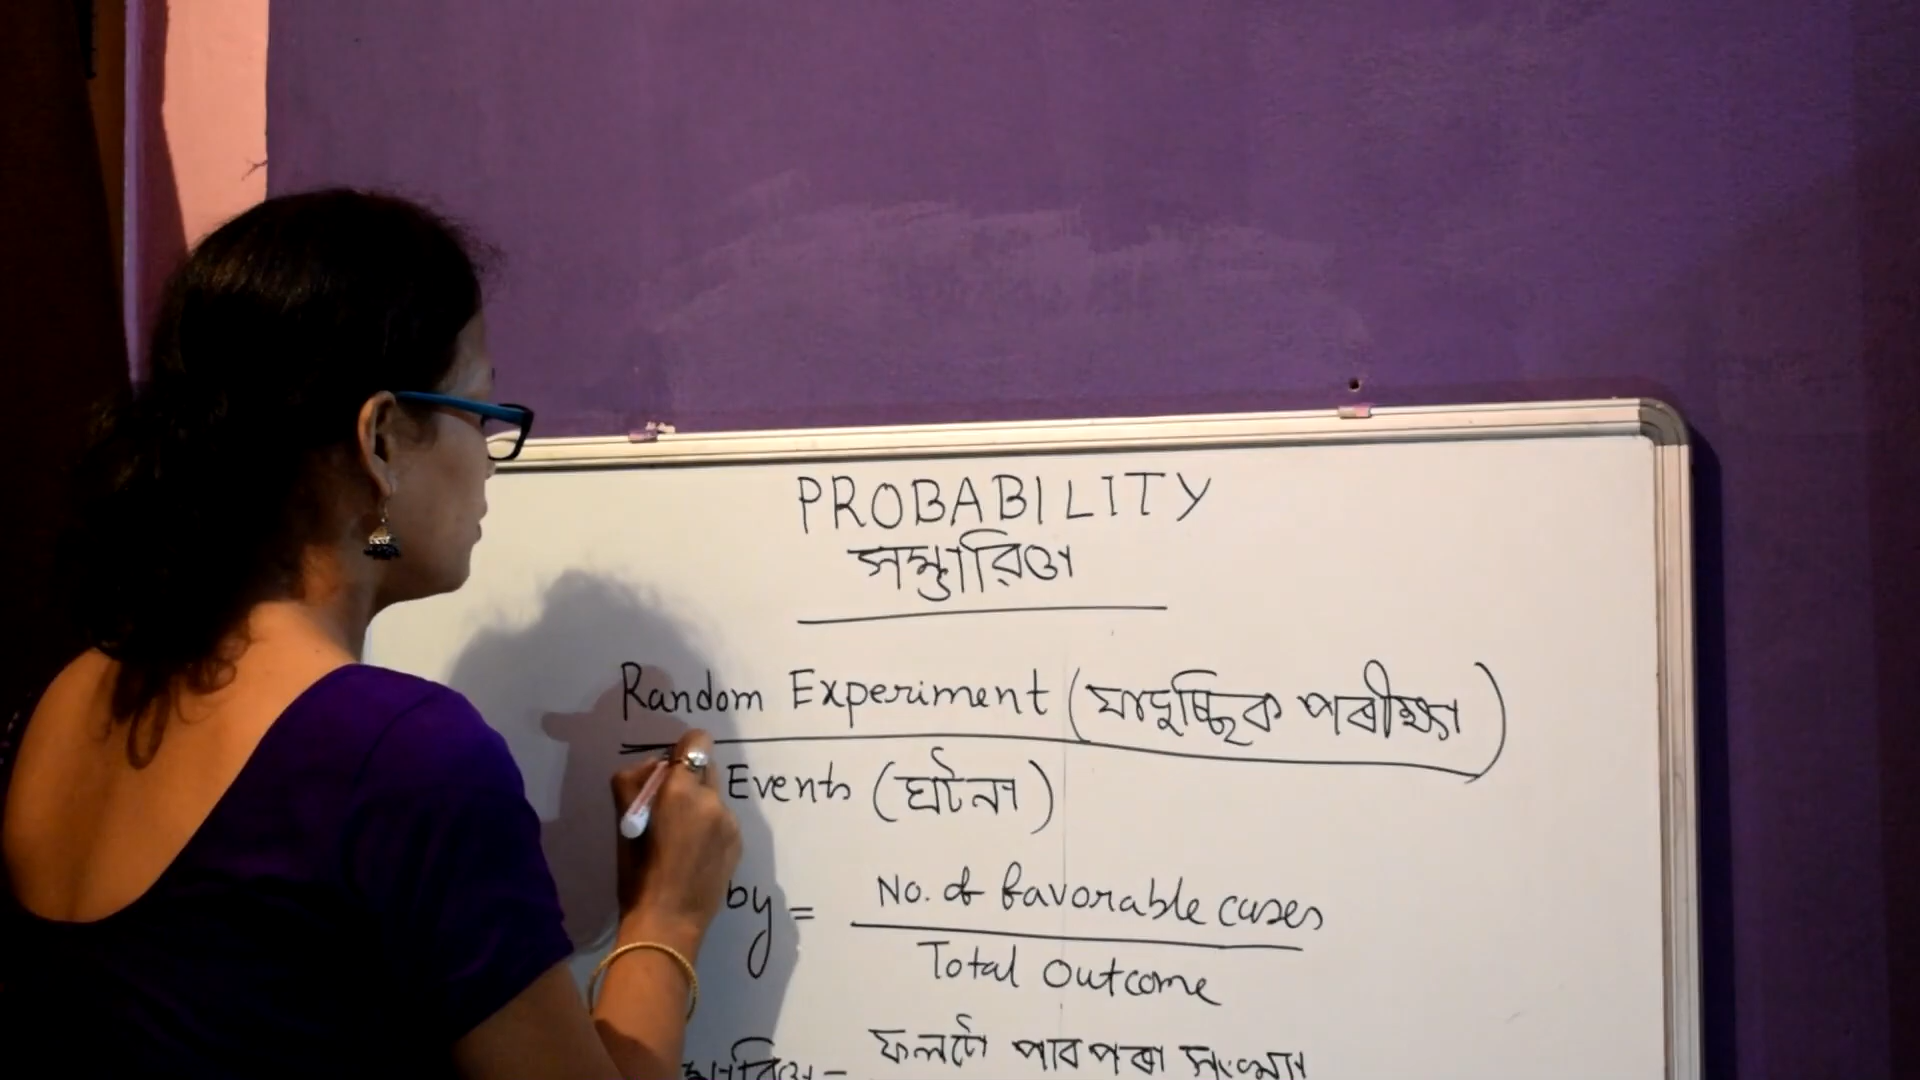 PROBABILITY
সম্ভাৱিতা
Random Experiment (যাদৃচ্ছিক পৰীক্ষা)
Events (ঘটনা)
by = No. of favorable cases
Total Outcome
ফলটো পাব পৰা সংখ্যা